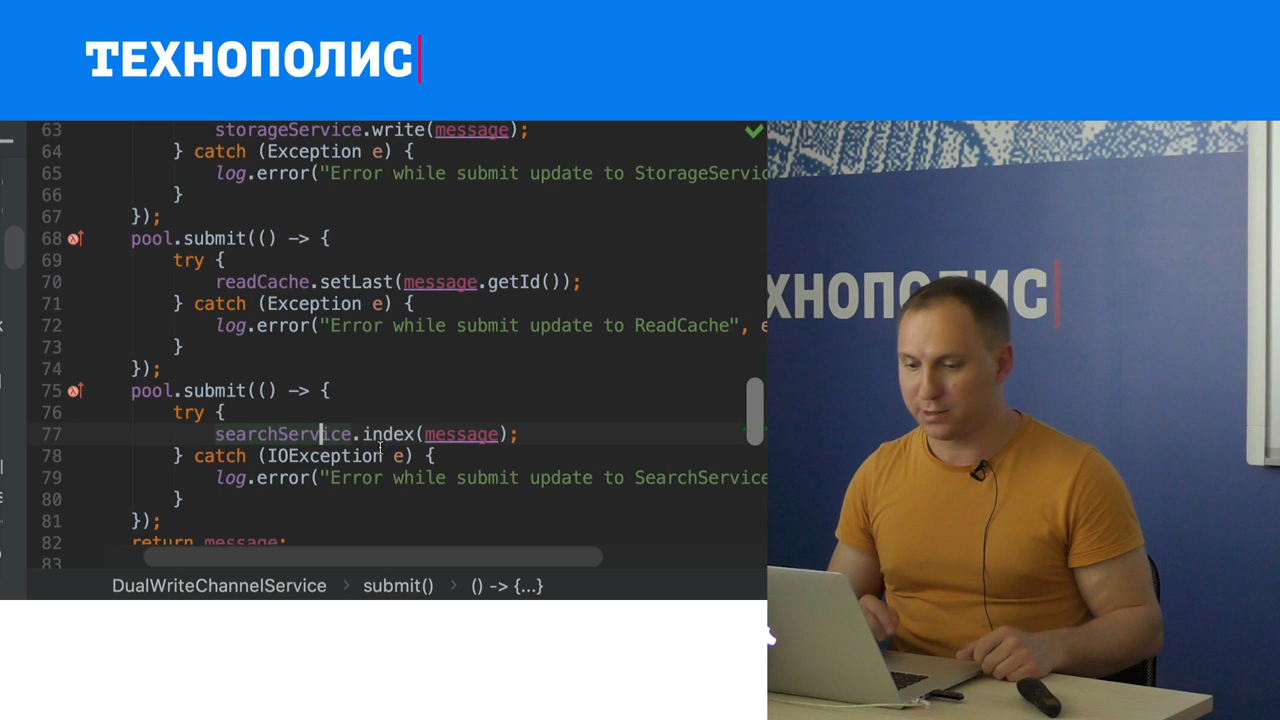 ТЕХНОПОЛИС
63 storageService.write(message);
64 } catch (Exception e) {
65 log.error("Error while submit update to StorageServic
66 }
67 });
68 pool.submit(() -> {
69 try {
70 readCache.setLast(message.getId());
71 } catch (Exception e) {
72 log.error("Error while submit update to ReadCache", e
73 }
74 });
75 pool.submit(() -> {
76 try {
77 searchService.index(message);
78 } catch (IOException e) {
79 log.error("Error while submit update to SearchService
80 }
81 });
82 return message;
83
DualWriteChannelService > submit() > () -> {...}
ХНОПОЛИС